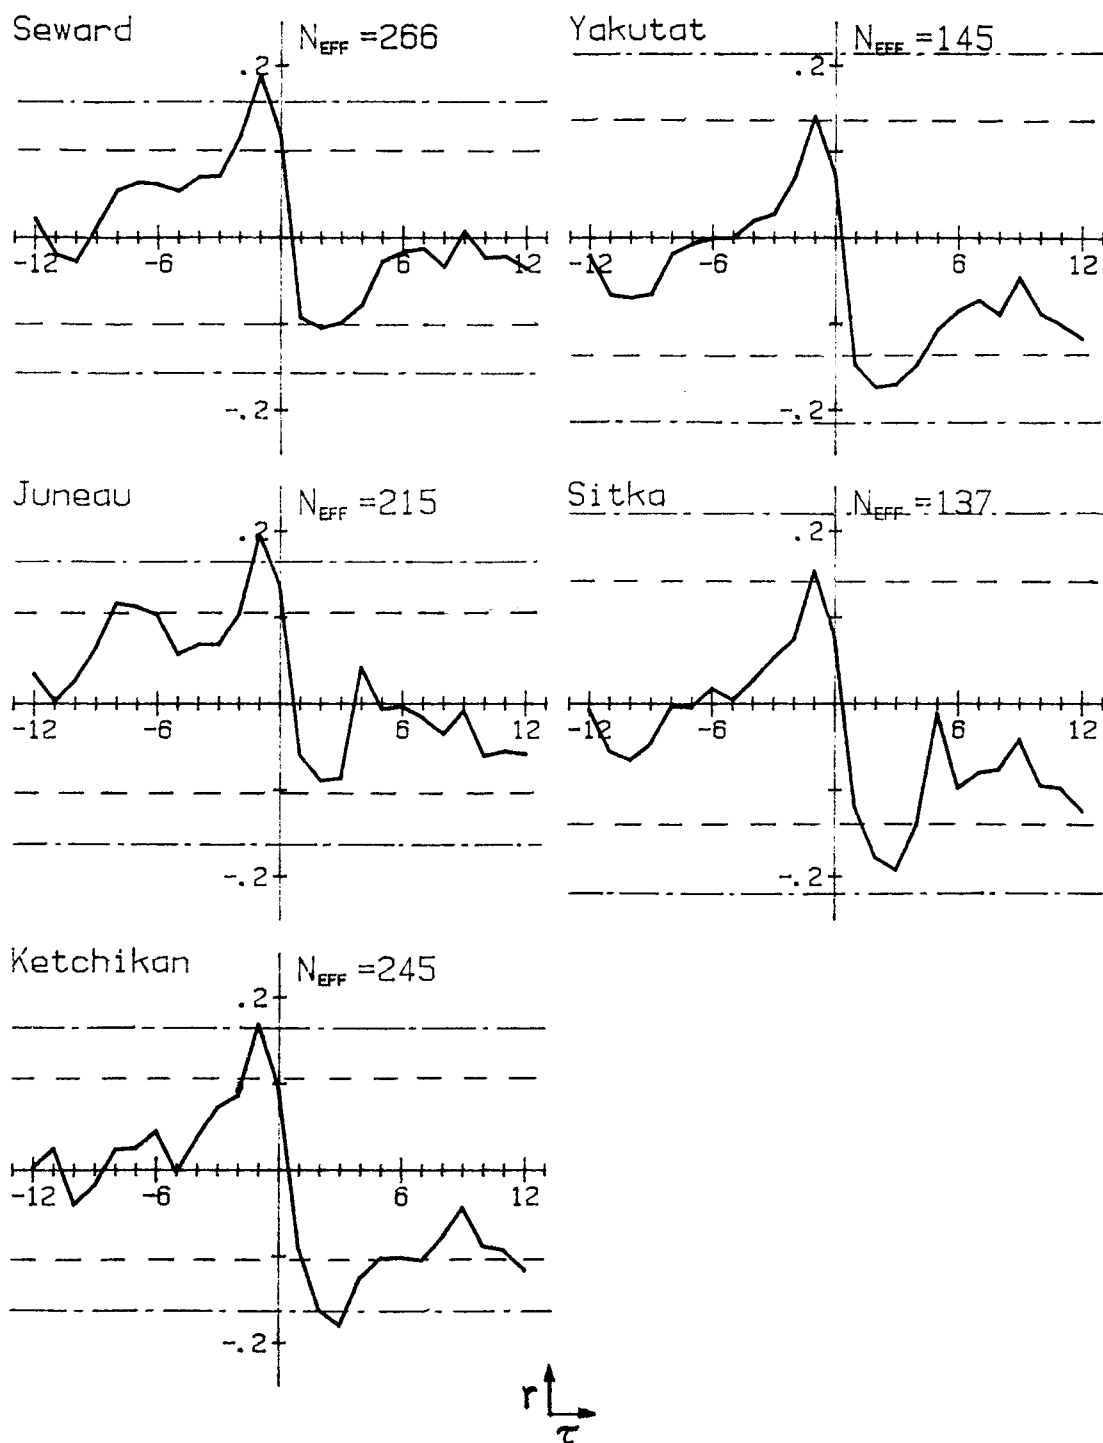 Seward N_EFF =266
.2
-12 -6 6 12
-.2
Yakutat N_EFF =145
.2
-12 -6 6 12
-.2
Juneau N_EFF =215
.2
-12 -6 6 12
-.2
Sitka N_EFF =137
.2
-12 -6 6 12
-.2
Ketchikan N_EFF =245
.2
-12 -6 6 12
-.2
r
τ